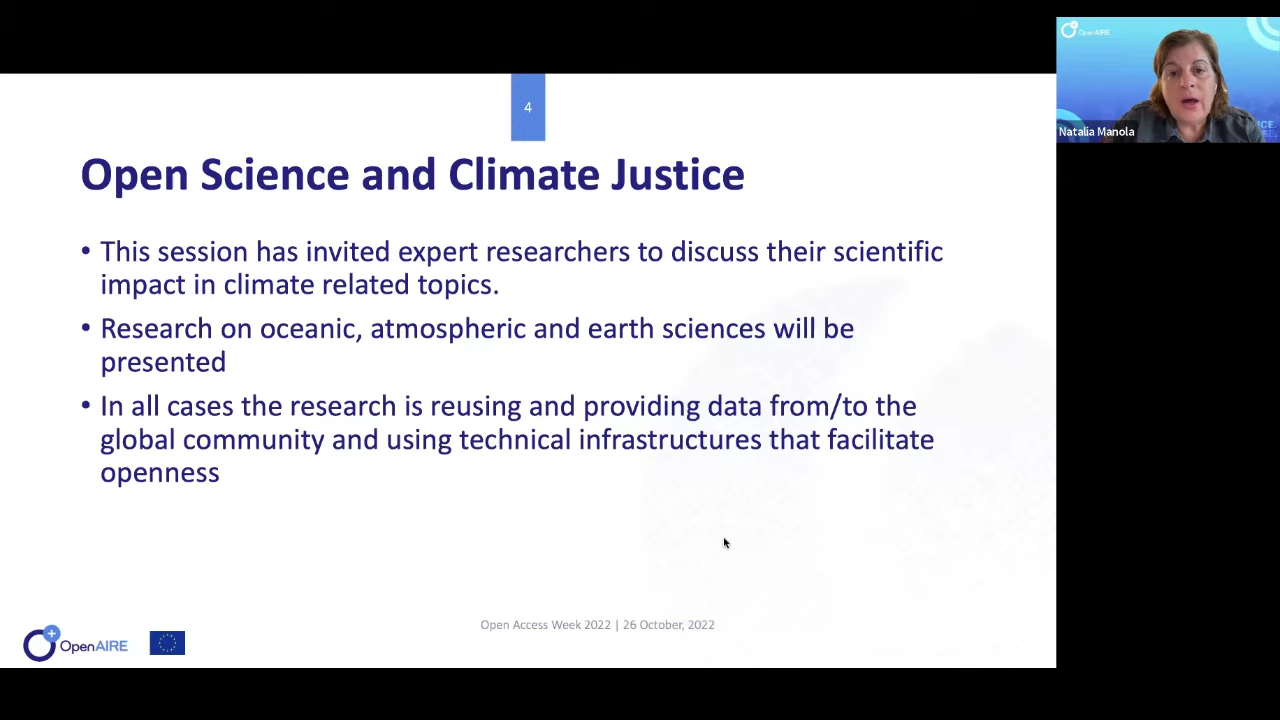 4
Open Science and Climate Justice
• This session has invited expert researchers to discuss their scientific
impact in climate related topics.
• Research on oceanic, atmospheric and earth sciences will be
presented
• In all cases the research is reusing and providing data from/to the
global community and using technical infrastructures that facilitate
openness
Open Access Week 2022 | 26 October, 2022
OpenAIRE
OpenAIRE
Natalia Manola